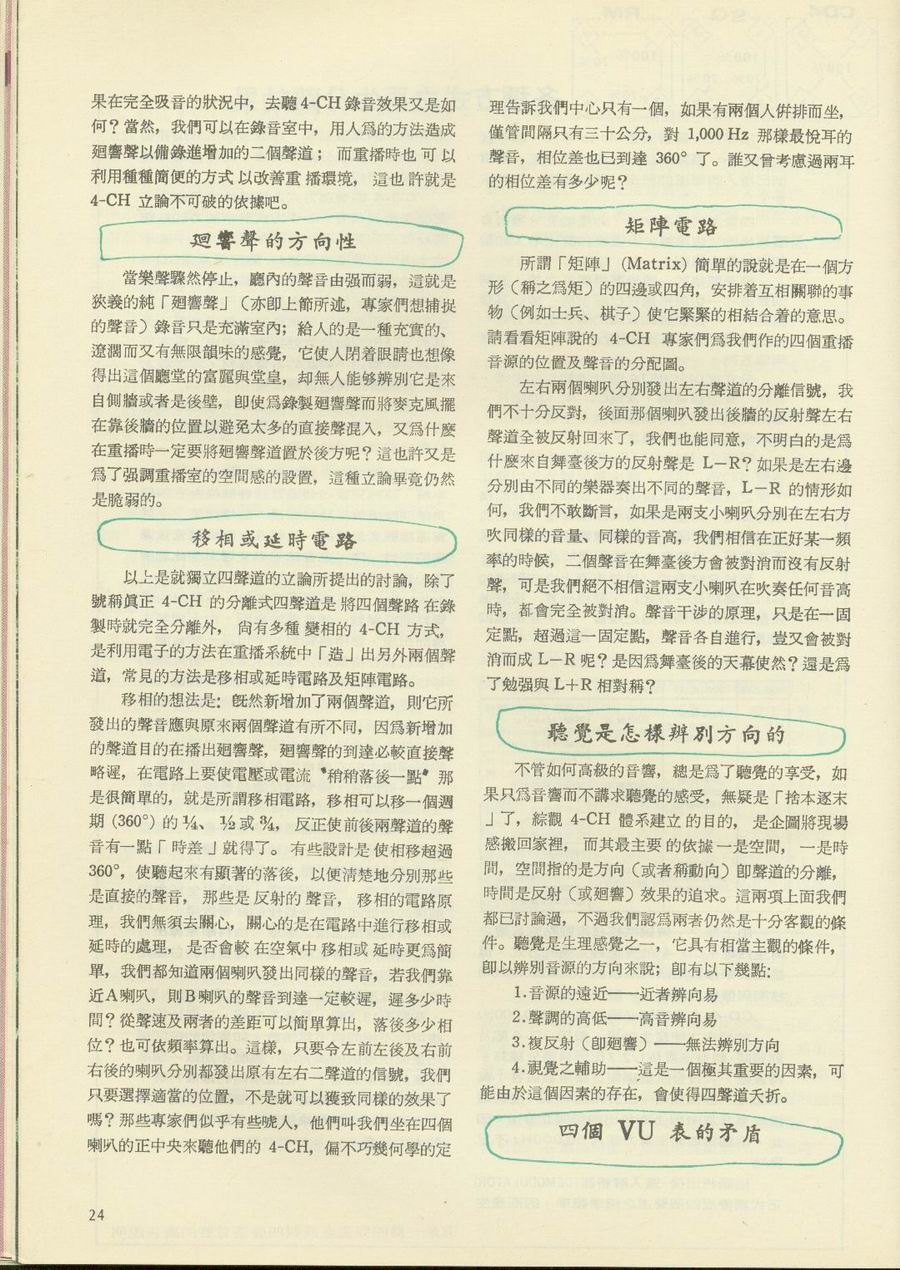 果在完全吸音的狀況中，去聽4-CH錄音效果又是如
何？當然，我們可以在錄音室中，用人爲的方法造成
廻響聲以備錄進增加的二個聲道；而重播時也可以
利用種種簡便的方式以改善重播環境，這也許就是
4-CH 立論不可破的依據吧。
廻響聲的方向性
當樂聲驟然停止，廳內的聲音由强而弱，這就是
狹義的純「廻響聲」（亦卽上節所述，專家們想捕捉
的聲音）錄音只是充滿室內；給人的是一種充實的、
遼濶而又有無限韻味的感覺，它使人閉着眼睛也想像
得出這個廳堂的富麗與堂皇，却無人能够辨別它是來
自側牆或者是後壁，卽使爲錄製廻響聲而將麥克風擺
在靠後牆的位置以避免太多的直接聲混入，又爲什麼
在重播時一定要將廻響聲道置於後方呢？這也許又是
爲了强調重播室的空間感的設置，這種立論畢竟仍然
是脆弱的。
移相或延時電路
以上是就獨立四聲道的立論所提出的討論，除了
號稱眞正 4-CH 的分離式四聲道是將四個聲路在錄
製時就完全分離外，尙有多種變相的 4-CH 方式，
是利用電子的方法在重播系統中「造」出另外兩個聲
道，常見的方法是移相或延時電路及矩陣電路。
移相的想法是：旣然新增加了兩個聲道，則它所
發出的聲音應與原來兩個聲道有所不同，因爲新增加
的聲道目的在播出廻響聲，廻響聲的到達必較直接聲
略遲，在電路上要使電壓或電流〝稍稍落後一點〞那
是很簡單的，就是所謂移相電路，移相可以移一個週
期 (360°) 的 ¼、 ½ 或 ¾，反正使前後兩聲道的聲
音有一點「時差」就得了。有些設計是使相移超過
360°，使聽起來有顯著的落後，以便清楚地分別那些
是直接的聲音，那些是反射的聲音，移相的電路原
理，我們無須去關心，關心的是在電路中進行移相或
延時的處理，是否會較在空氣中移相或延時更爲簡
單，我們都知道兩個喇叭發出同樣的聲音，若我們靠
近A喇叭，則B喇叭的聲音到達一定較遲，遲多少時
間？從聲速及兩者的差距可以簡單算出，落後多少相
位？也可依頻率算出。這樣，只要令左前左後及右前
右後的喇叭分別都發出原有左右二聲道的信號，我們
只要選擇適當的位置，不是就可以獲致同樣的效果了
嗎？那些專家們似乎有些唬人，他們叫我們坐在四個
喇叭的正中央來聽他們的 4-CH，偏不巧幾何學的定
理告訴我們中心只有一個，如果有兩個人倂排而坐，
僅管間隔只有三十公分，對 1,000 Hz 那樣最悅耳的
聲音，相位差也已到達 360° 了。誰又曾考慮過兩耳
的相位差有多少呢？
矩陣電路
所謂「矩陣」(Matrix) 簡單的說就是在一個方
形（稱之爲矩）的四邊或四角，安排着互相關聯的事
物（例如士兵、棋子）使它緊緊的相結合着的意思。
請看看矩陣說的 4-CH 專家們爲我們作的四個重播
音源的位置及聲音的分配圖。
左右兩個喇叭分別發出左右聲道的分離信號，我
們不十分反對，後面那個喇叭發出後牆的反射聲左右
聲道全被反射回來了，我們也能同意，不明白的是爲
什麼來自舞臺後方的反射聲是 L－R？如果是左右邊
分別由不同的樂器奏出不同的聲音，L－R 的情形如
何，我們不敢斷言，如果是兩支小喇叭分別在左右方
吹同樣的音量、同樣的音高，我們相信在正好某一頻
率的時候，二個聲音在舞臺後方會被對消而沒有反射
聲，可是我們絕不相信這兩支小喇叭在吹奏任何音高
時，都會完全被對消。聲音干涉的原理，只是在一固
定點，超過這一固定點，聲音各自進行，豈又會被對
消而成 L－R 呢？是因爲舞臺後的天幕使然？還是爲
了勉强與 L+R 相對稱？
聽覺是怎樣辨別方向的
不管如何高級的音響，總是爲了聽覺的享受，如
果只爲音響而不講求聽覺的感受，無疑是「捨本逐末
」了，綜觀 4-CH 體系建立的目的，是企圖將現場
感搬回家裡，而其最主要的依據一是空間，一是時
間，空間指的是方向（或者稱動向）卽聲道的分離，
時間是反射（或廻響）效果的追求。這兩項上面我們
都已討論過，不過我們認爲兩者仍然是十分客觀的條
件。聽覺是生理感覺之一，它具有相當主觀的條件，
卽以辨別音源的方向來說；卽有以下幾點：
1.音源的遠近——近者辨向易
2.聲調的高低——高音辨向易
3.複反射（卽廻響）——無法辨別方向
4.視覺之輔助——這是一個極其重要的因素，可
能由於這個因素的存在，會使得四聲道夭折。
四個 VU 表的矛盾
24